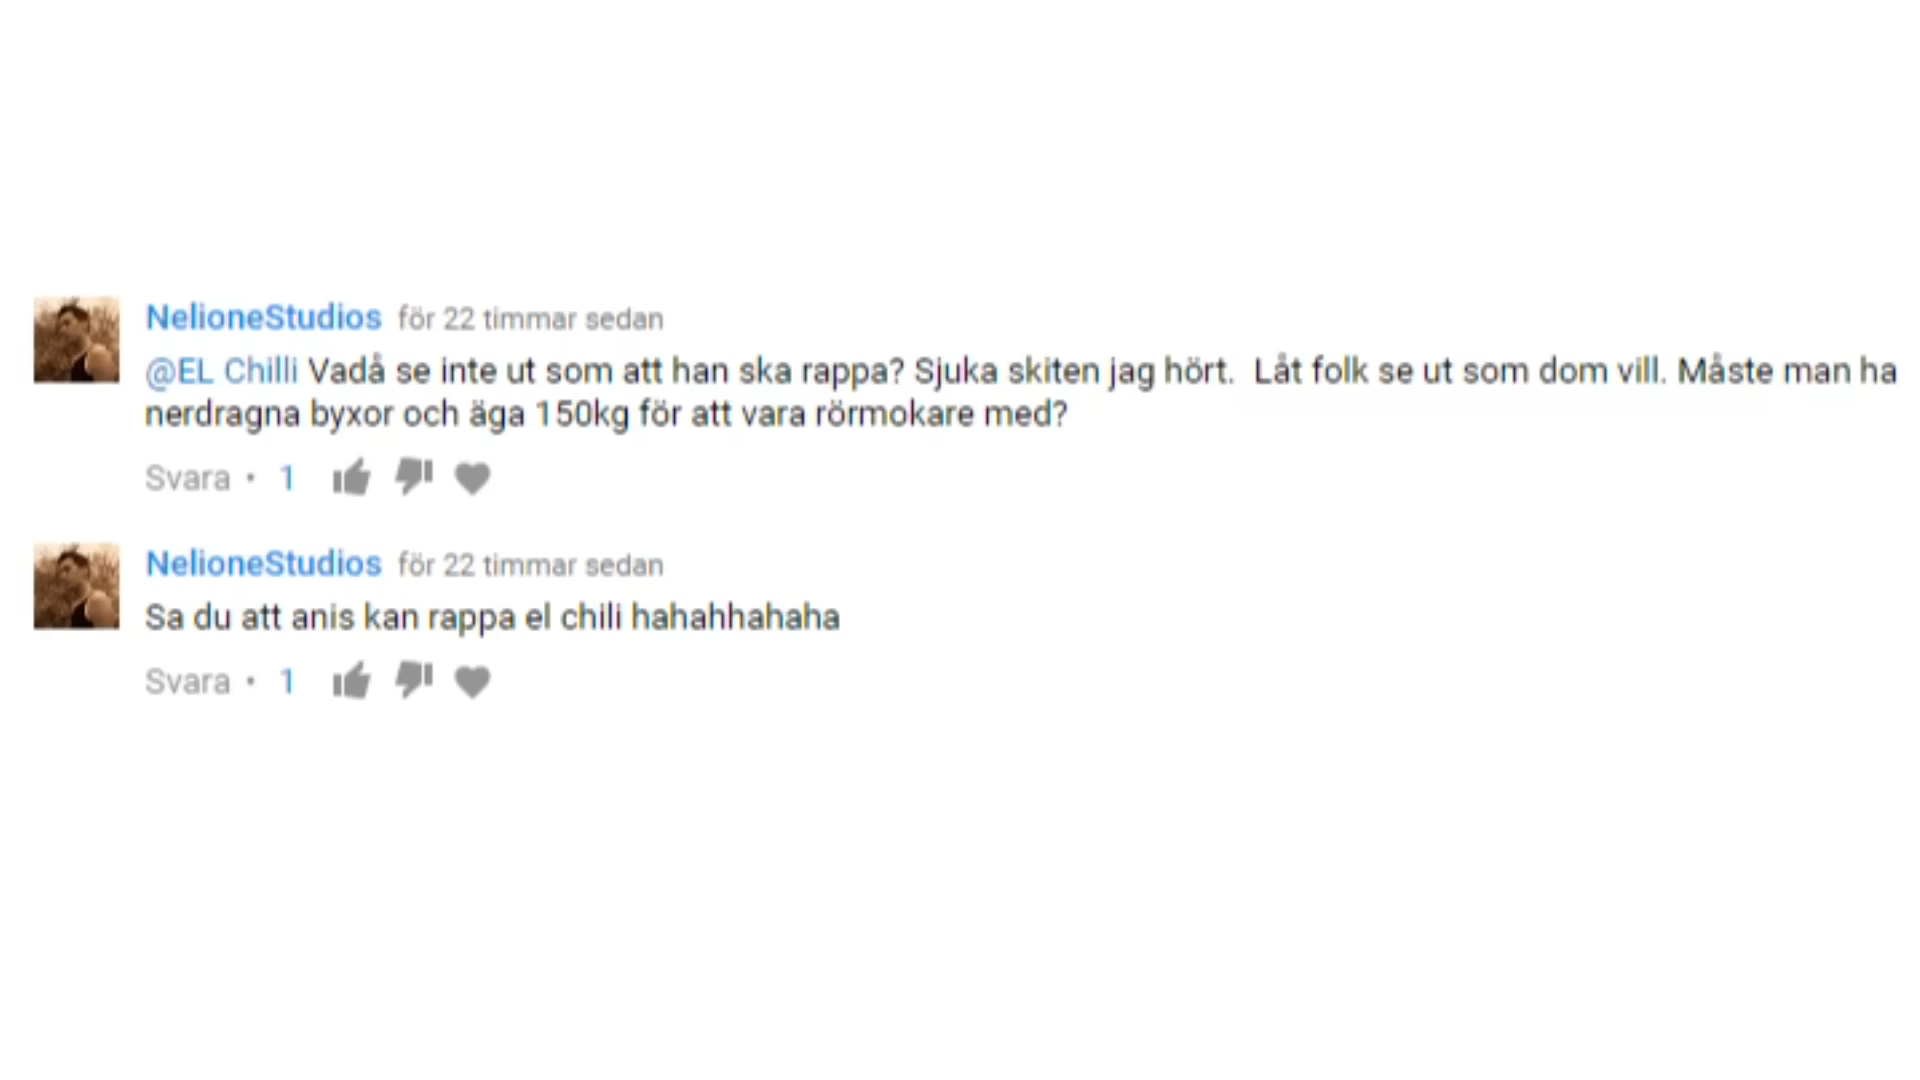 NelioneStudios för 22 timmar sedan
@EL Chilli Vadå se inte ut som att han ska rappa? Sjuka skiten jag hört.  Låt folk se ut som dom vill. Måste man ha
nerdragna byxor och äga 150kg för att vara rörmokare med?
Svara • 1
NelioneStudios för 22 timmar sedan
Sa du att anis kan rappa el chili hahahhahaha
Svara • 1